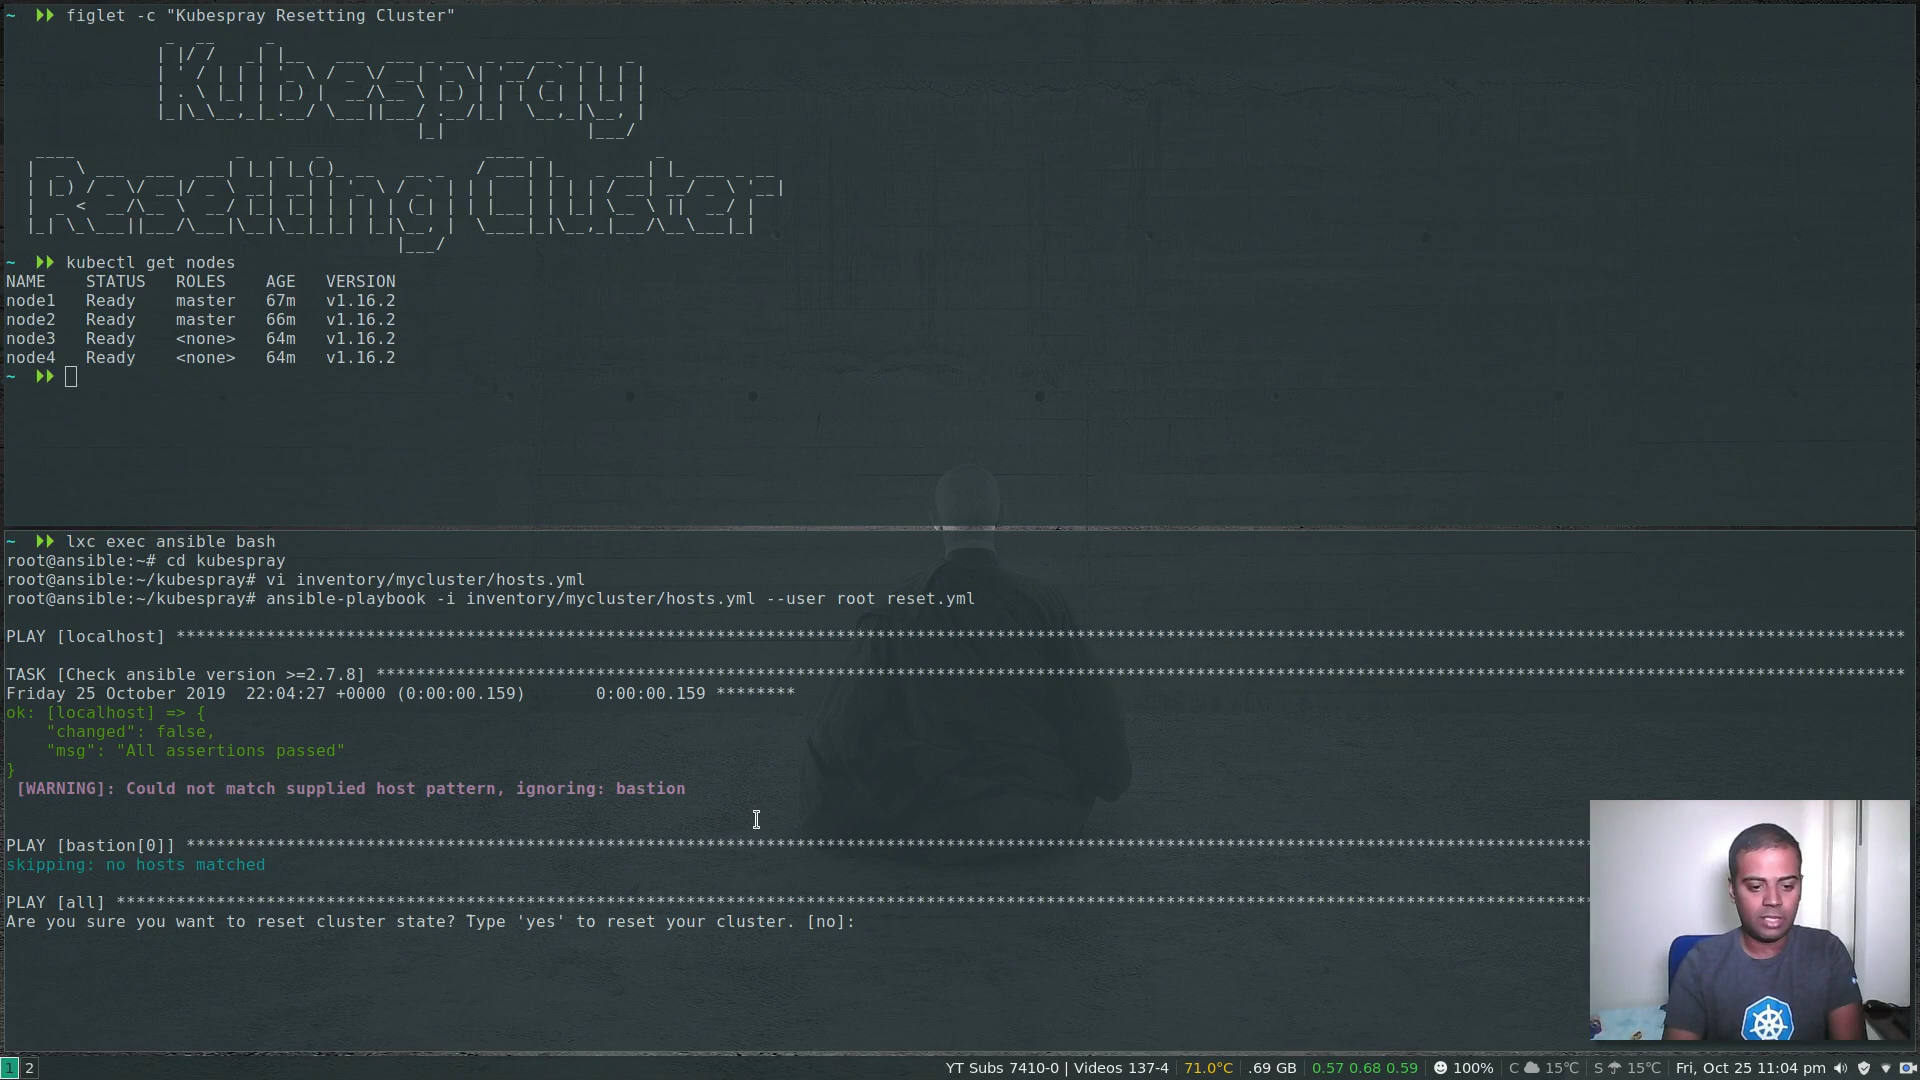 ~ figlet -c "Kubespray Resetting Cluster"
Kubespray
Resetting Cluster
~ kubectl get nodes
NAME STATUS ROLES AGE VERSION
node1 Ready master 67m v1.16.2
node2 Ready master 66m v1.16.2
node3 Ready <none> 64m v1.16.2
node4 Ready <none> 64m v1.16.2
~
~ lxc exec ansible bash
root@ansible:~# cd kubespray
root@ansible:~/kubespray# vi inventory/mycluster/hosts.yml
root@ansible:~/kubespray# ansible-playbook -i inventory/mycluster/hosts.yml --user root reset.yml
PLAY [localhost] ****************************************************************************************************************************************************************************
TASK [Check ansible version >=2.7.8] ********************************************************************************************************************************************************
Friday 25 October 2019  22:04:27 +0000 (0:00:00.159)       0:00:00.159 ********
ok: [localhost] => {
    "changed": false,
    "msg": "All assertions passed"
}
[WARNING]: Could not match supplied host pattern, ignoring: bastion
PLAY [bastion[0]] *********************************************************************************************************************************************
skipping: no hosts matched
PLAY [all] ****************************************************************************************************************************************************
Are you sure you want to reset cluster state? Type 'yes' to reset your cluster. [no]:
1 2 YT Subs 7410-0 | Videos 137-4 71.0°C .69 GB 0.57 0.68 0.59 100% C 15°C S 15°C Fri, Oct 25 11:04 pm